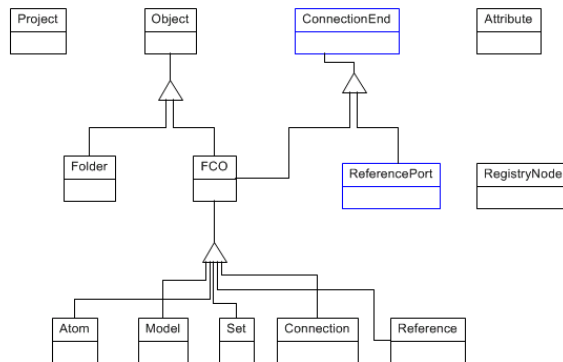 Project
Object
ConnectionEnd
Attribute
Folder
FCO
ReferencePort
RegistryNode
Atom
Model
Set
Connection
Reference